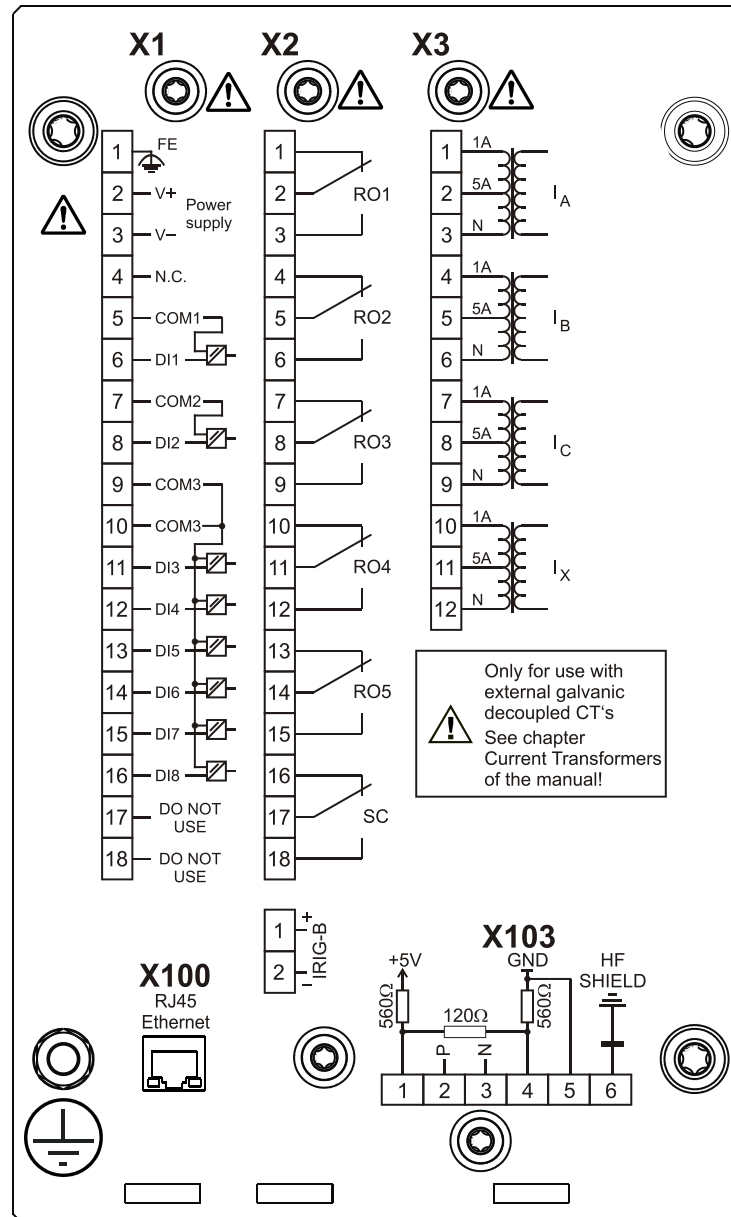 X1
X2
X3
1
FE
2
V+
Power
supply
3
V–
4
N.C.
5
COM1
6
DI1
7
COM2
8
DI2
9
COM3
10
COM3
11
DI3
12
DI4
13
DI5
14
DI6
15
DI7
16
DI8
17
DO NOT
USE
18
DO NOT
USE
1
2
RO1
3
4
5
RO2
6
7
8
RO3
9
10
11
RO4
12
13
14
RO5
15
16
17
SC
18
1
1A
2
5A
I A
3
N
4
1A
5
5A
I B
6
N
7
1A
8
5A
I C
9
N
10
1A
11
5A
I X
12
N
Only for use with
external galvanic
decoupled CT‘s
See chapter
Current Transformers
of the manual!
1
+
2
–
IRIG-B
X100
RJ45
Ethernet
X103
+5V
GND
HF
SHIELD
560Ω
120Ω
560Ω
P
N
1 2 3 4 5 6